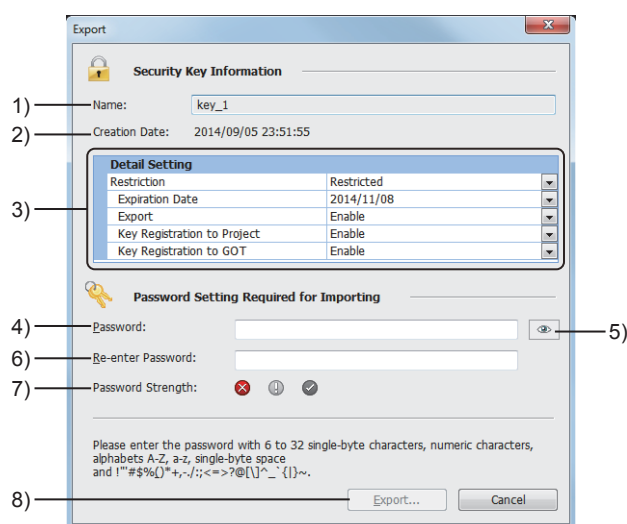 Export
Security Key Information
1) Name: key_1
2) Creation Date: 2014/09/05 23:51:55
3)
Detail Setting
Restriction Restricted
Expiration Date 2014/11/08
Export Enable
Key Registration to Project Enable
Key Registration to GOT Enable
Password Setting Required for Importing
4) Password: 5)
6) Re-enter Password:
7) Password Strength:
Please enter the password with 6 to 32 single-byte characters, numeric characters,
alphabets A-Z, a-z, single-byte space
and !"'#$%()*+,-./:;<=>?@[\]^_`{|}~.
8) Export... Cancel